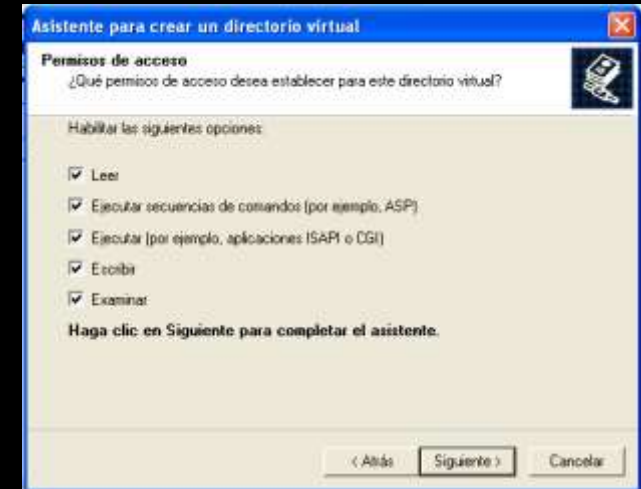 Asistente para crear un directorio virtual
Permisos de acceso
¿Qué permisos de acceso desea establecer para este directorio virtual?
Habilitar las siguientes opciones:
Leer
Ejecutar secuencias de comandos (por ejemplo, ASP)
Ejecutar (por ejemplo, aplicaciones ISAPI o CGI)
Escribir
Examinar
Haga clic en Siguiente para completar el asistente.
< Atrás Siguiente > Cancelar